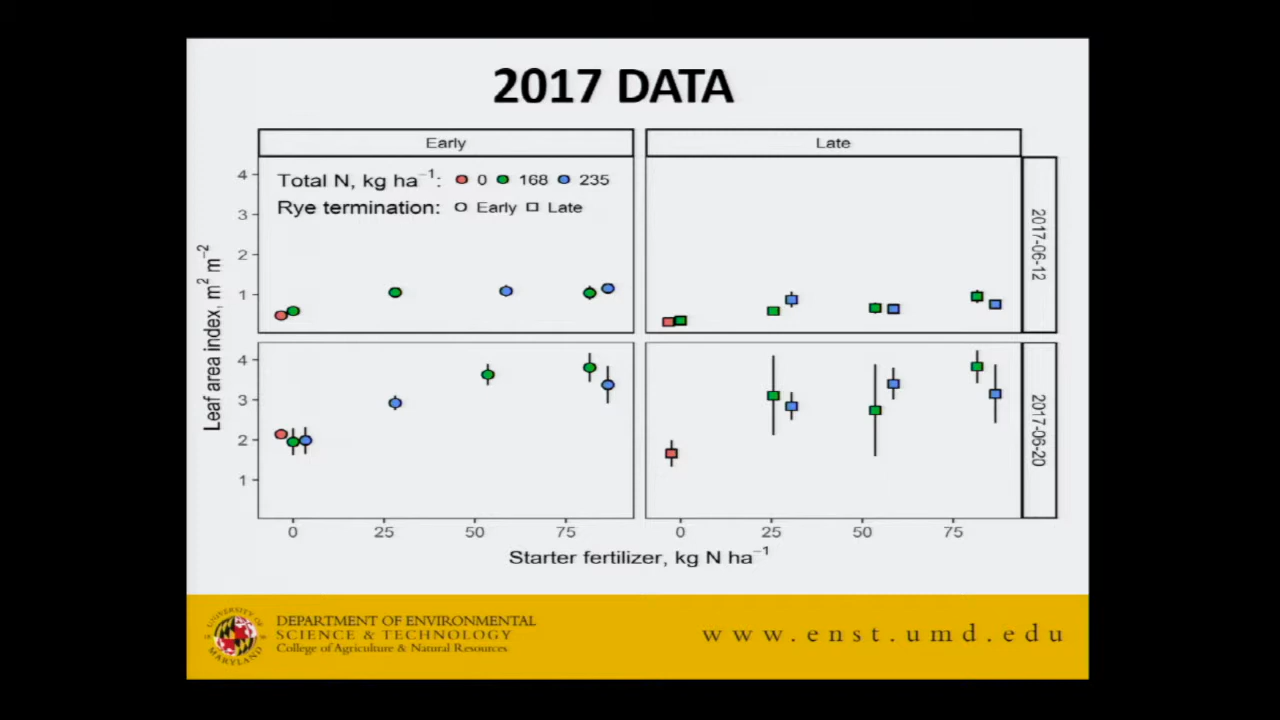 2017 DATA
Early
Late
Total N, kg ha⁻¹: 0 168 235
Rye termination: Early Late
4
3
2
1
2017-06-12
Leaf area index, m² m⁻²
4
3
2
1
2017-06-20
0 25 50 75
0 25 50 75
Starter fertilizer, kg N ha⁻¹
UNIVERSITY OF
MARYLAND
DEPARTMENT OF ENVIRONMENTAL
SCIENCE & TECHNOLOGY
College of Agriculture & Natural Resources
www.enst.umd.edu